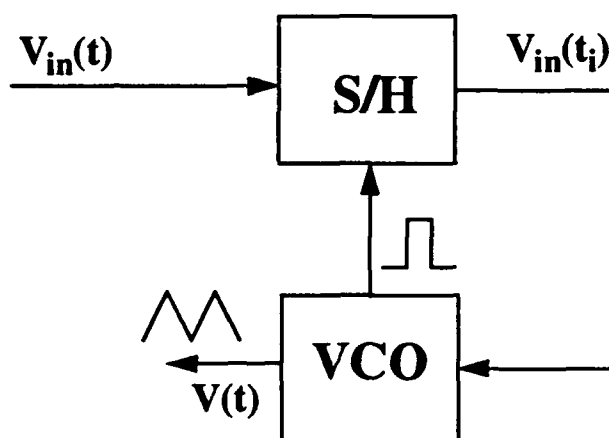 V_in(t)
S/H
V_in(t_i)
VCO
V(t)